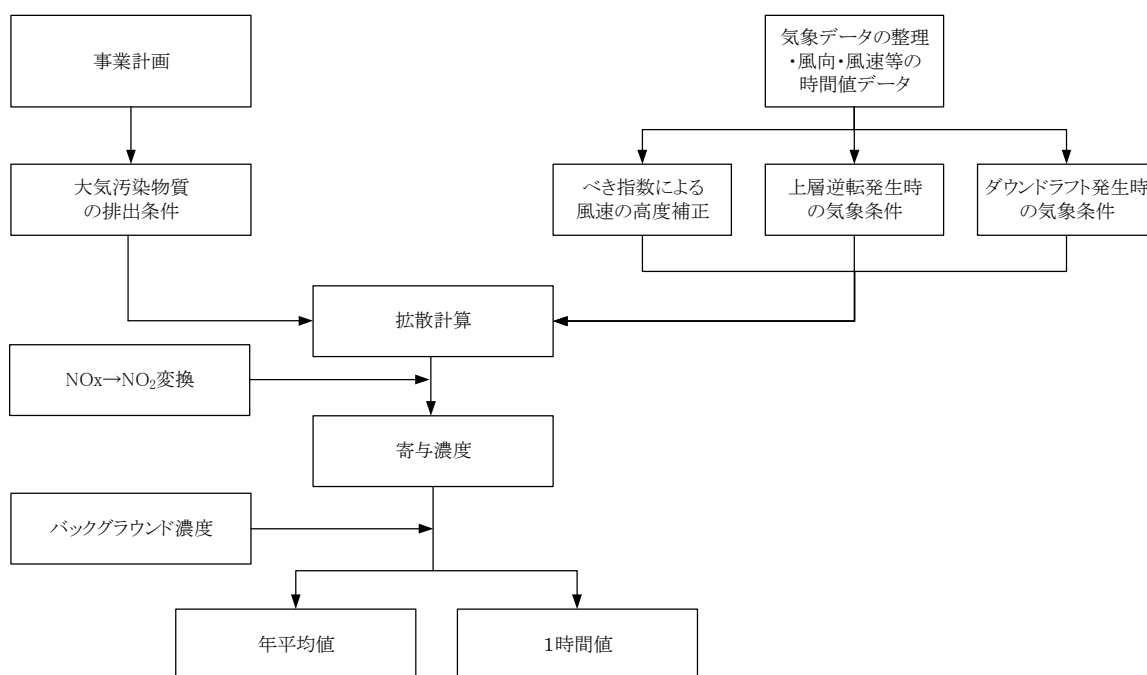 事業計画
気象データの整理
・風向・風速等の
時間値データ
大気汚染物質
の排出条件
べき指数による
風速の高度補正
上層逆転発生時
の気象条件
ダウンドラフト発生時
の気象条件
拡散計算
NOx→NO₂変換
寄与濃度
バックグラウンド濃度
年平均値
1時間値